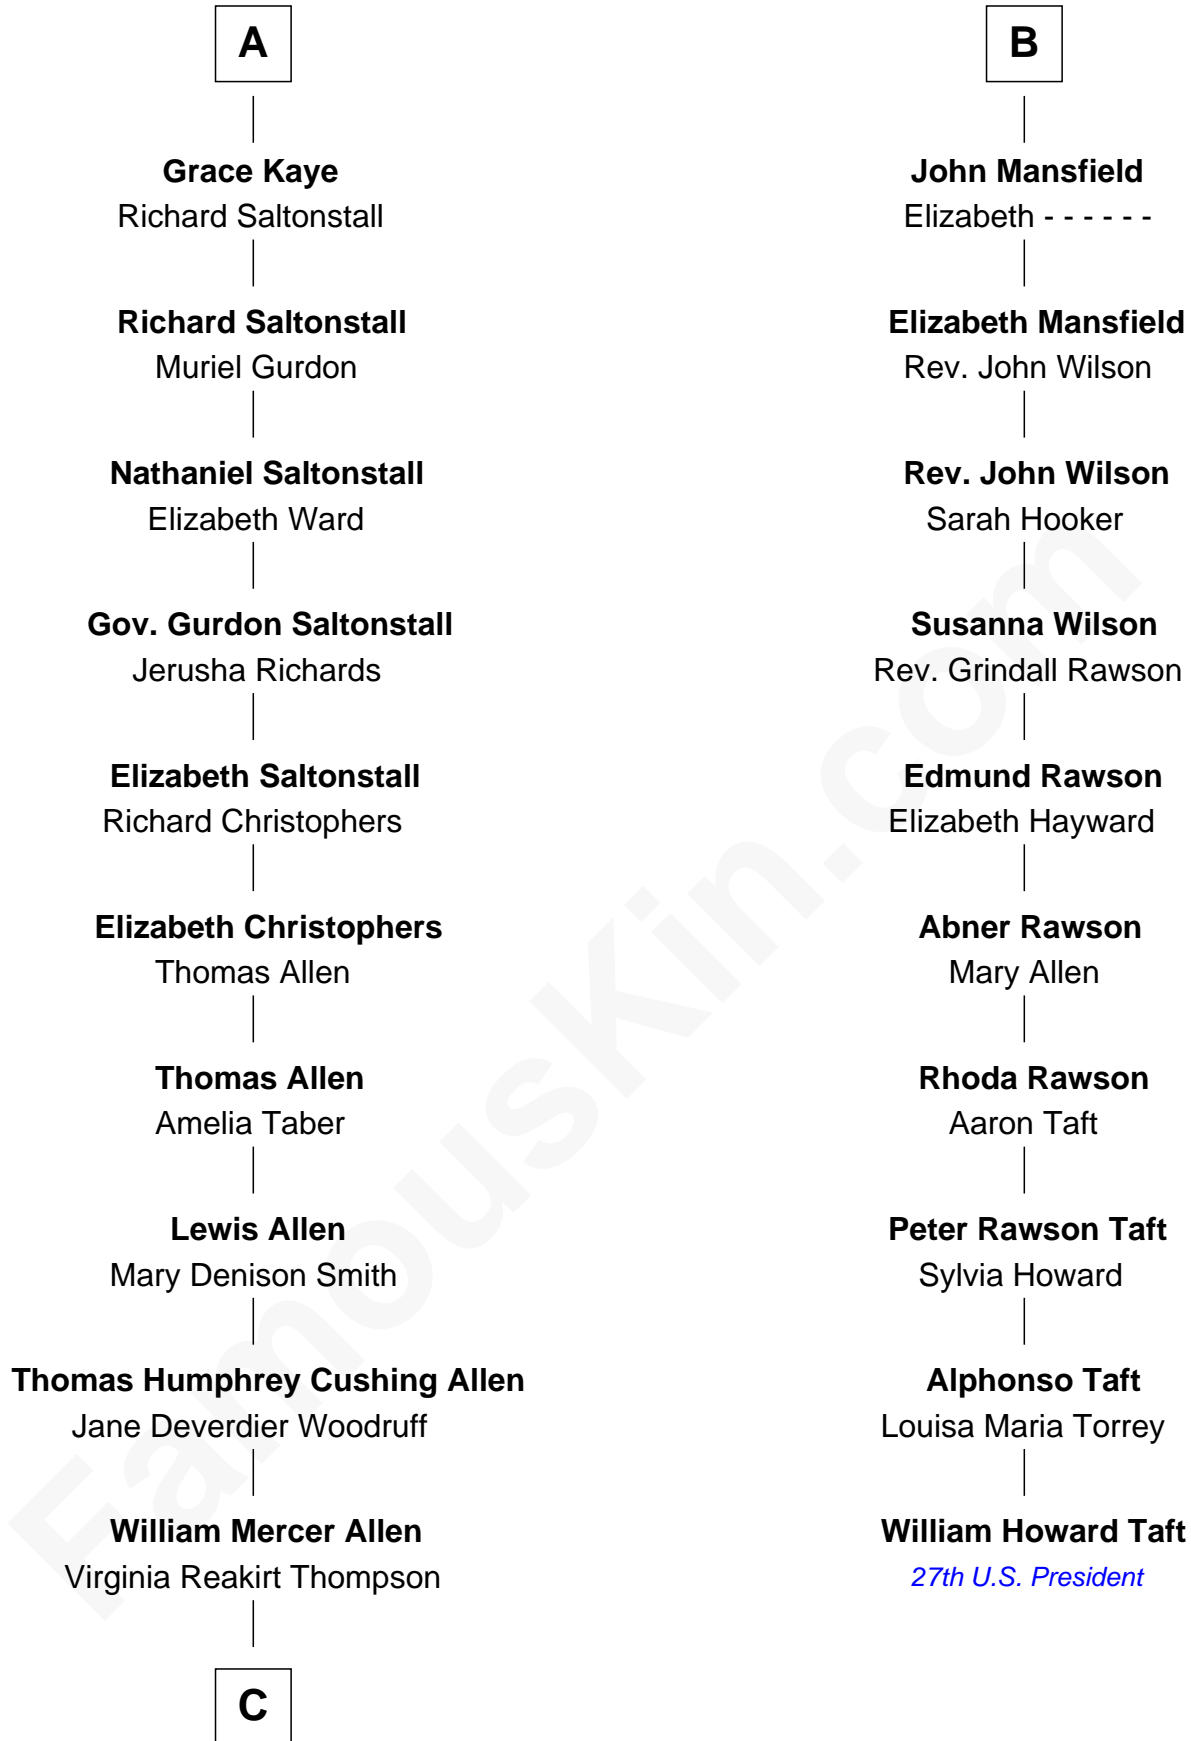 A
Grace Kaye
Richard Saltonstall
Richard Saltonstall
Muriel Gurdon
Nathaniel Saltonstall
Elizabeth Ward
Gov. Gurdon Saltonstall
Jerusha Richards
Elizabeth Saltonstall
Richard Christophers
Elizabeth Christophers
Thomas Allen
Thomas Allen
Amelia Taber
Lewis Allen
Mary Denison Smith
Thomas Humphrey Cushing Allen
Jane Deverdier Woodruff
William Mercer Allen
Virginia Reakirt Thompson
C
B
John Mansfield
Elizabeth - - - - - -
Elizabeth Mansfield
Rev. John Wilson
Rev. John Wilson
Sarah Hooker
Susanna Wilson
Rev. Grindall Rawson
Edmund Rawson
Elizabeth Hayward
Abner Rawson
Mary Allen
Rhoda Rawson
Aaron Taft
Peter Rawson Taft
Sylvia Howard
Alphonso Taft
Louisa Maria Torrey
William Howard Taft
27th U.S. President
FamousKin.com